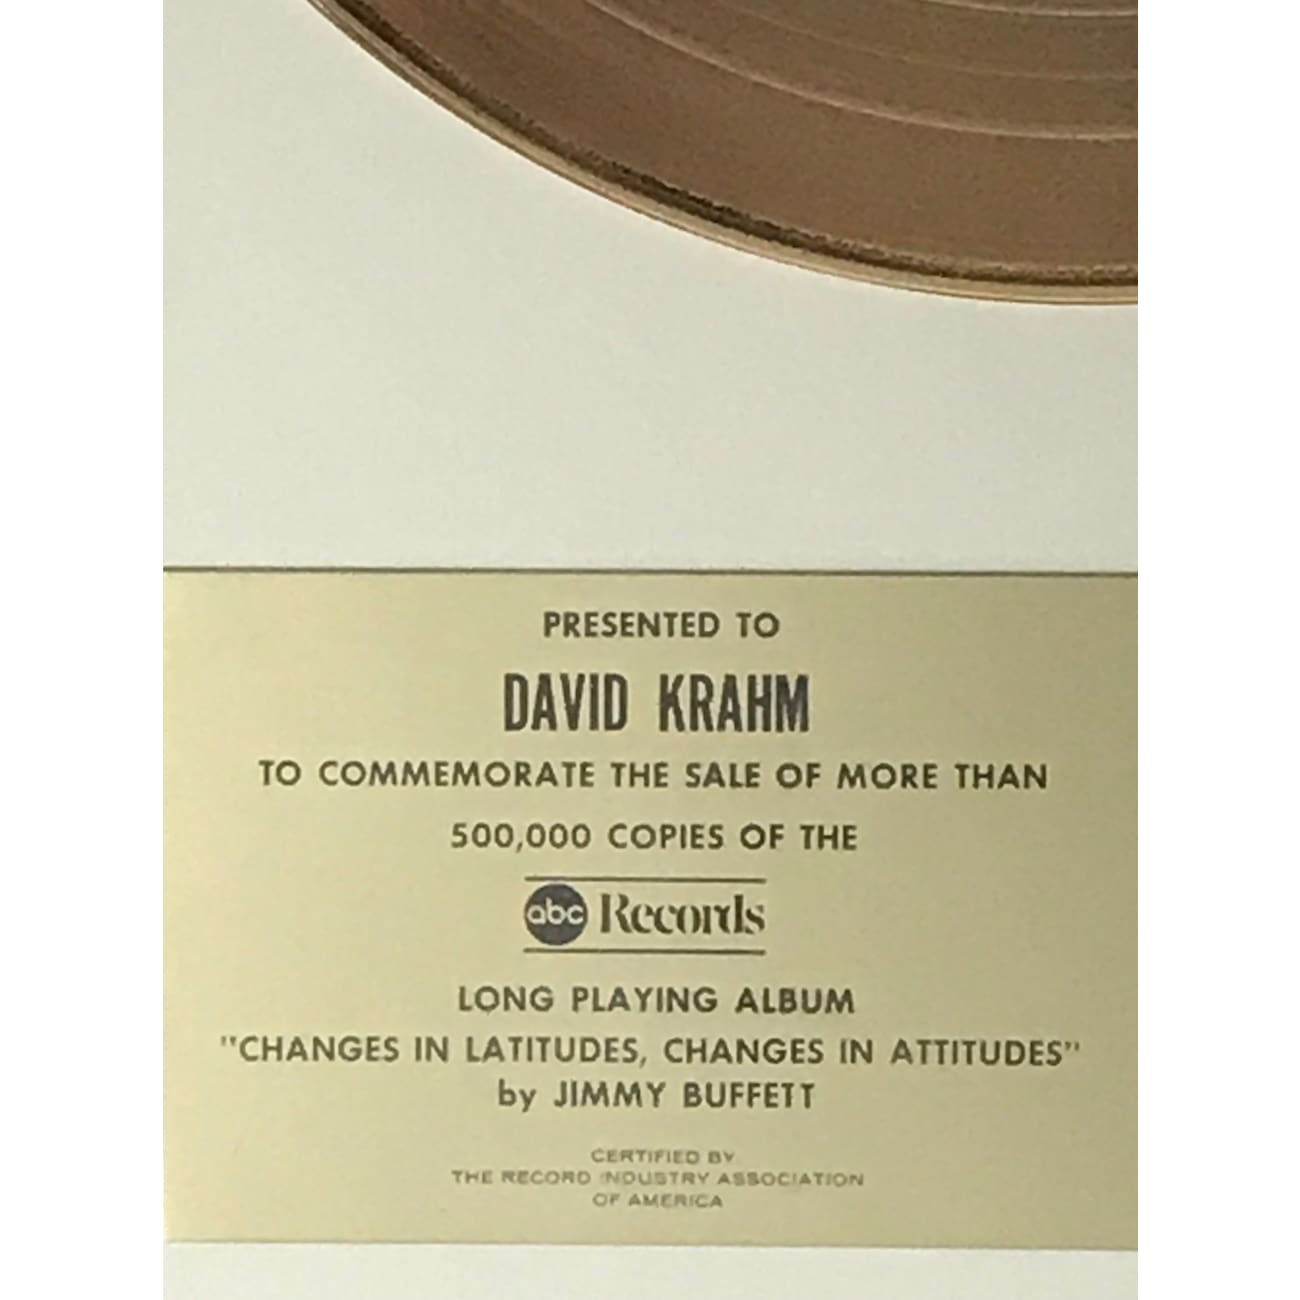 PRESENTED TO
DAVID KRAHM
TO COMMEMORATE THE SALE OF MORE THAN
500,000 COPIES OF THE
abc Records
LONG PLAYING ALBUM
"CHANGES IN LATITUDES, CHANGES IN ATTITUDES"
by JIMMY BUFFETT
CERTIFIED BY
THE RECORD INDUSTRY ASSOCIATION
OF AMERICA